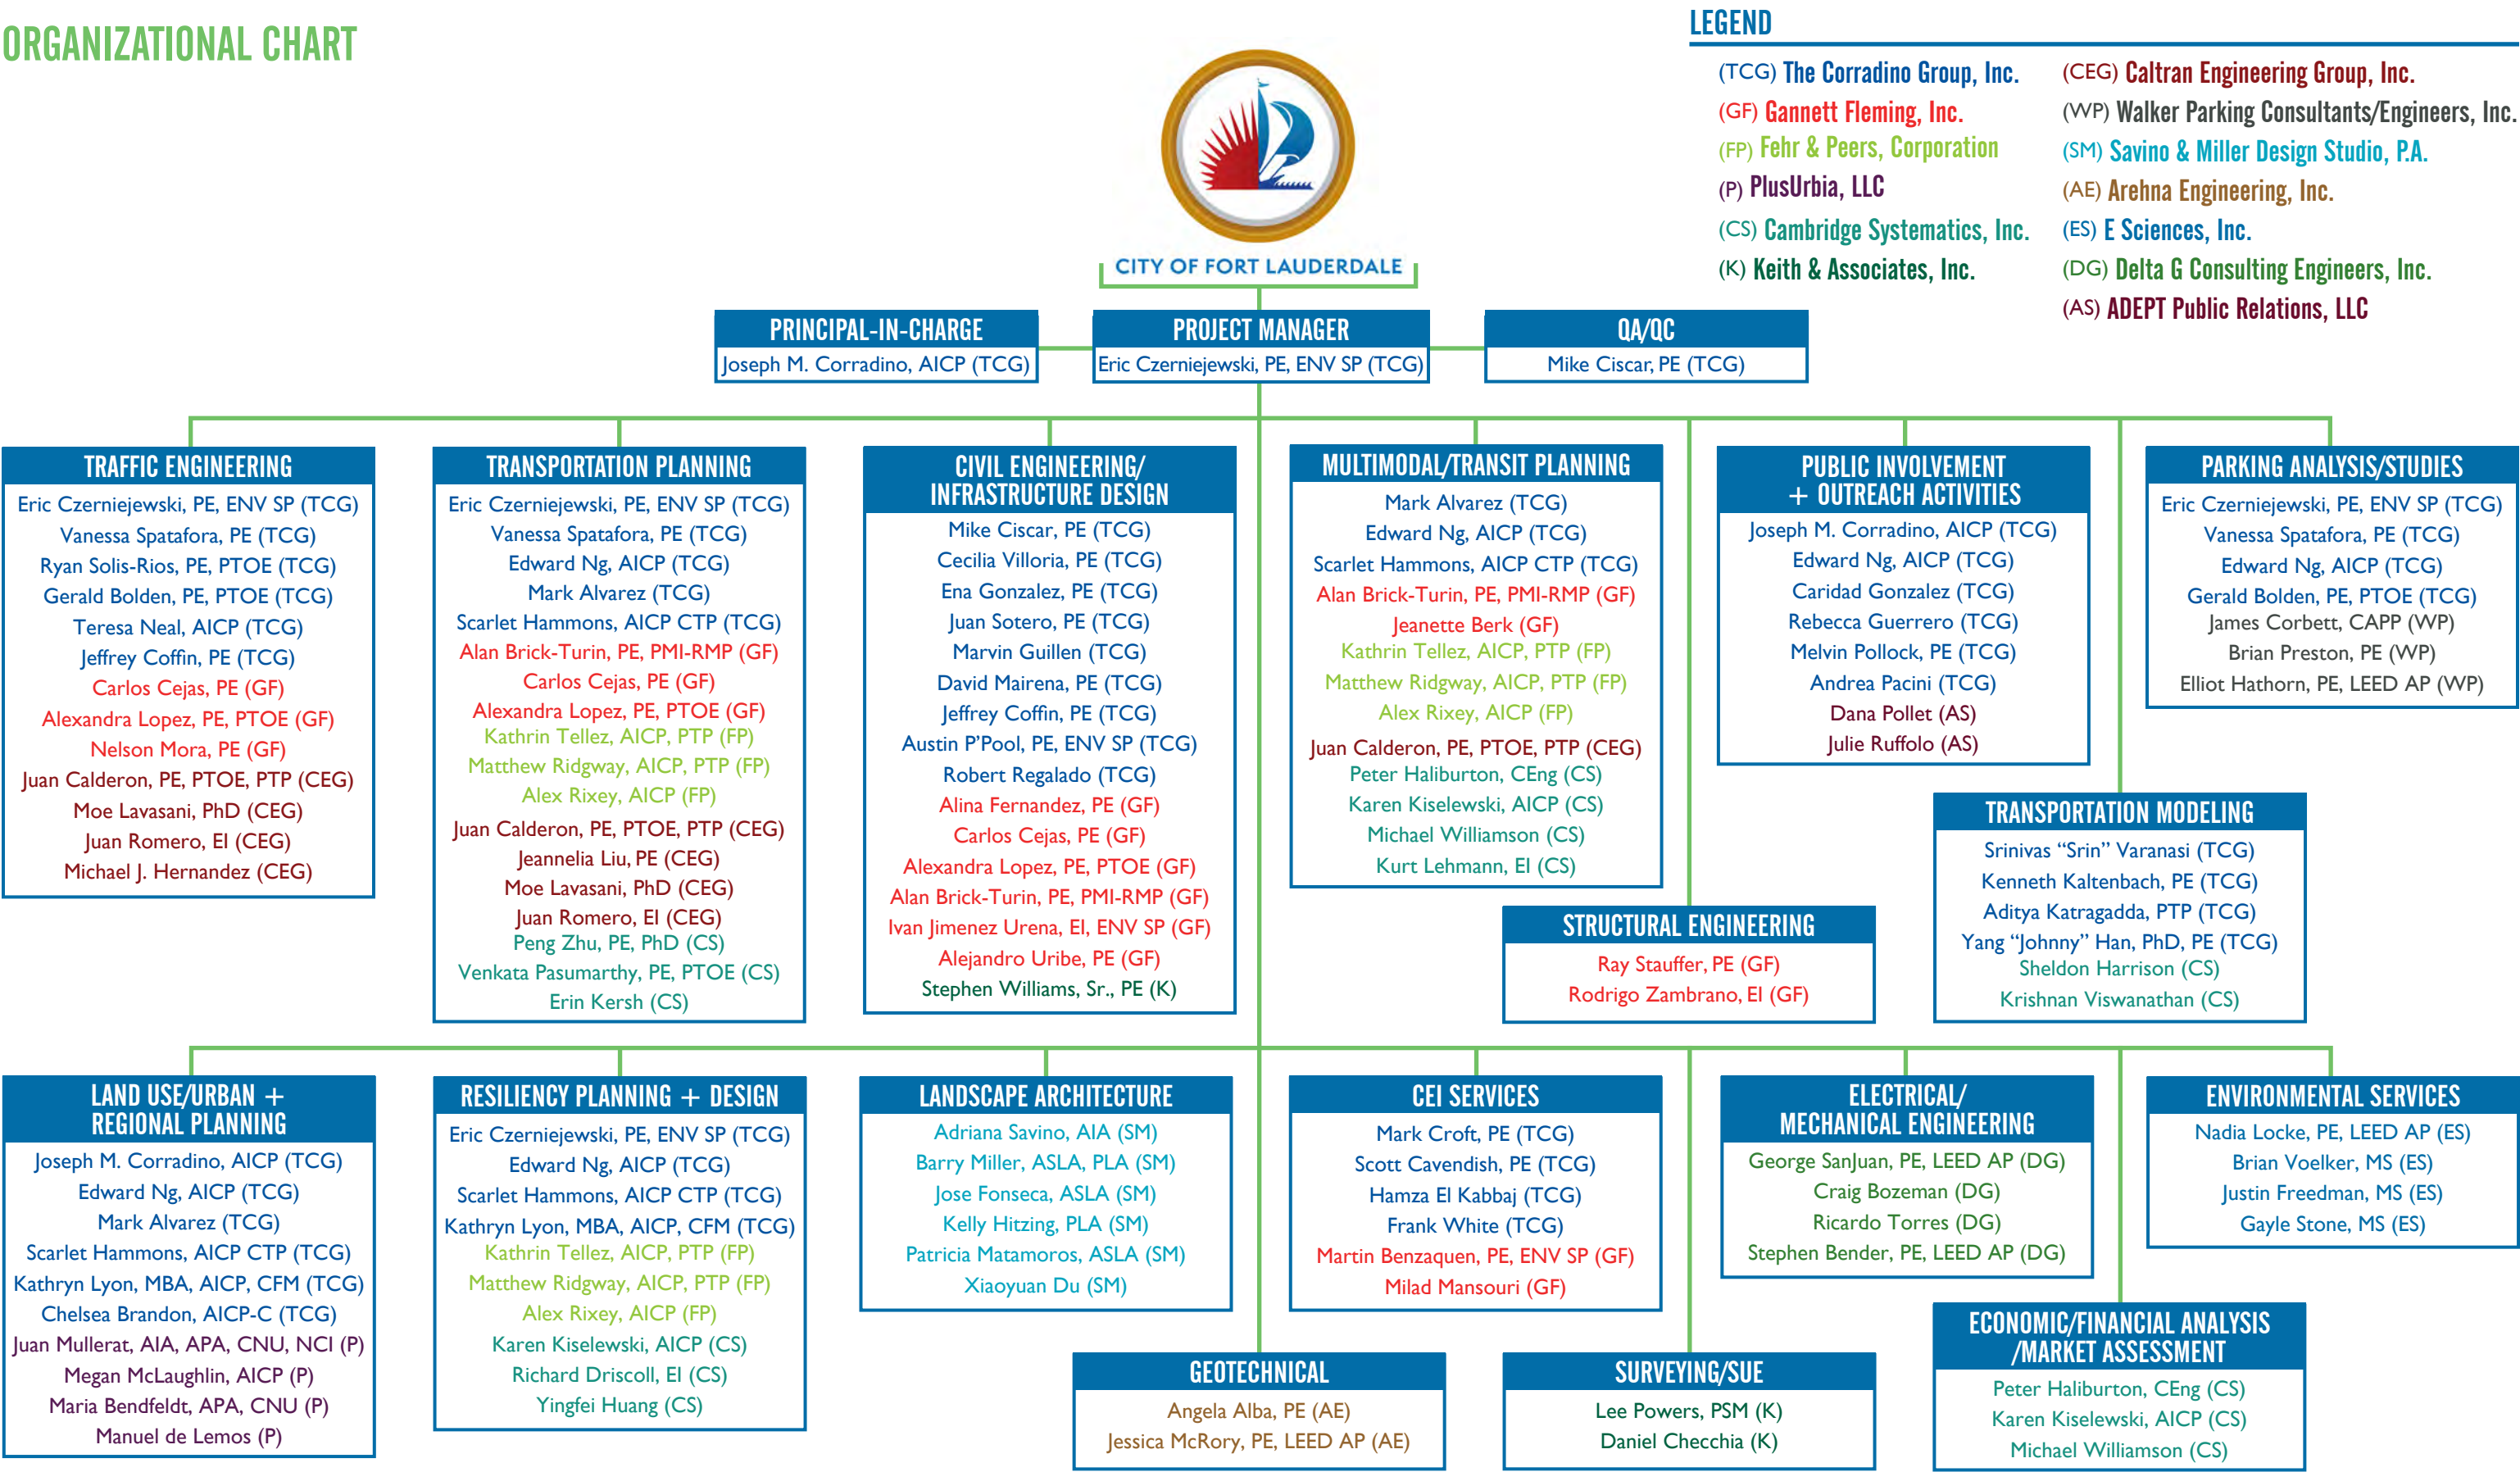 ORGANIZATIONAL CHART
LEGEND
(TCG) The Corradino Group, Inc.
(GF) Gannett Fleming, Inc.
(FP) Fehr & Peers, Corporation
(P) PlusUrbia, LLC
(CS) Cambridge Systematics, Inc.
(K) Keith & Associates, Inc.
(CEG) Caltran Engineering Group, Inc.
(WP) Walker Parking Consultants/Engineers, Inc.
(SM) Savino & Miller Design Studio, P.A.
(AE) Arehna Engineering, Inc.
(ES) E Sciences, Inc.
(DG) Delta G Consulting Engineers, Inc.
(AS) ADEPT Public Relations, LLC
CITY OF FORT LAUDERDALE
PRINCIPAL-IN-CHARGE
Joseph M. Corradino, AICP (TCG)
PROJECT MANAGER
Eric Czerniejewski, PE, ENV SP (TCG)
QA/QC
Mike Ciscar, PE (TCG)
TRAFFIC ENGINEERING
Eric Czerniejewski, PE, ENV SP (TCG)
Vanessa Spatafora, PE (TCG)
Ryan Solis-Rios, PE, PTOE (TCG)
Gerald Bolden, PE, PTOE (TCG)
Teresa Neal, AICP (TCG)
Jeffrey Coffin, PE (TCG)
Carlos Cejas, PE (GF)
Alexandra Lopez, PE, PTOE (GF)
Nelson Mora, PE (GF)
Juan Calderon, PE, PTOE, PTP (CEG)
Moe Lavasani, PhD (CEG)
Juan Romero, EI (CEG)
Michael J. Hernandez (CEG)
TRANSPORTATION PLANNING
Eric Czerniejewski, PE, ENV SP (TCG)
Vanessa Spatafora, PE (TCG)
Edward Ng, AICP (TCG)
Mark Alvarez (TCG)
Scarlet Hammons, AICP CTP (TCG)
Alan Brick-Turin, PE, PMI-RMP (GF)
Carlos Cejas, PE (GF)
Alexandra Lopez, PE, PTOE (GF)
Kathrin Tellez, AICP, PTP (FP)
Matthew Ridgway, AICP, PTP (FP)
Alex Rixey, AICP (FP)
Juan Calderon, PE, PTOE, PTP (CEG)
Jeannelia Liu, PE (CEG)
Moe Lavasani, PhD (CEG)
Juan Romero, EI (CEG)
Peng Zhu, PE, PhD (CS)
Venkata Pasumarthy, PE, PTOE (CS)
Erin Kersh (CS)
CIVIL ENGINEERING/
INFRASTRUCTURE DESIGN
Mike Ciscar, PE (TCG)
Cecilia Villoria, PE (TCG)
Ena Gonzalez, PE (TCG)
Juan Sotero, PE (TCG)
Marvin Guillen (TCG)
David Mairena, PE (TCG)
Jeffrey Coffin, PE (TCG)
Austin P'Pool, PE, ENV SP (TCG)
Robert Regalado (TCG)
Alina Fernandez, PE (GF)
Carlos Cejas, PE (GF)
Alexandra Lopez, PE, PTOE (GF)
Alan Brick-Turin, PE, PMI-RMP (GF)
Ivan Jimenez Urena, EI, ENV SP (GF)
Alejandro Uribe, PE (GF)
Stephen Williams, Sr., PE (K)
MULTIMODAL/TRANSIT PLANNING
Mark Alvarez (TCG)
Edward Ng, AICP (TCG)
Scarlet Hammons, AICP CTP (TCG)
Alan Brick-Turin, PE, PMI-RMP (GF)
Jeanette Berk (GF)
Kathrin Tellez, AICP, PTP (FP)
Matthew Ridgway, AICP, PTP (FP)
Alex Rixey, AICP (FP)
Juan Calderon, PE, PTOE, PTP (CEG)
Peter Haliburton, CEng (CS)
Karen Kiselewski, AICP (CS)
Michael Williamson (CS)
Kurt Lehmann, EI (CS)
STRUCTURAL ENGINEERING
Ray Stauffer, PE (GF)
Rodrigo Zambrano, EI (GF)
PUBLIC INVOLVEMENT
+ OUTREACH ACTIVITIES
Joseph M. Corradino, AICP (TCG)
Edward Ng, AICP (TCG)
Caridad Gonzalez (TCG)
Rebecca Guerrero (TCG)
Melvin Pollock, PE (TCG)
Andrea Pacini (TCG)
Dana Pollet (AS)
Julie Ruffolo (AS)
TRANSPORTATION MODELING
Srinivas “Srin” Varanasi (TCG)
Kenneth Kaltenbach, PE (TCG)
Aditya Katragadda, PTP (TCG)
Yang “Johnny” Han, PhD, PE (TCG)
Sheldon Harrison (CS)
Krishnan Viswanathan (CS)
PARKING ANALYSIS/STUDIES
Eric Czerniejewski, PE, ENV SP (TCG)
Vanessa Spatafora, PE (TCG)
Edward Ng, AICP (TCG)
Gerald Bolden, PE, PTOE (TCG)
James Corbett, CAPP (WP)
Brian Preston, PE (WP)
Elliot Hathorn, PE, LEED AP (WP)
LAND USE/URBAN +
REGIONAL PLANNING
Joseph M. Corradino, AICP (TCG)
Edward Ng, AICP (TCG)
Mark Alvarez (TCG)
Scarlet Hammons, AICP CTP (TCG)
Kathryn Lyon, MBA, AICP, CFM (TCG)
Chelsea Brandon, AICP-C (TCG)
Juan Mullerat, AIA, APA, CNU, NCI (P)
Megan McLaughlin, AICP (P)
Maria Bendfeldt, APA, CNU (P)
Manuel de Lemos (P)
RESILIENCY PLANNING + DESIGN
Eric Czerniejewski, PE, ENV SP (TCG)
Edward Ng, AICP (TCG)
Scarlet Hammons, AICP CTP (TCG)
Kathryn Lyon, MBA, AICP, CFM (TCG)
Kathrin Tellez, AICP, PTP (FP)
Matthew Ridgway, AICP, PTP (FP)
Alex Rixey, AICP (FP)
Karen Kiselewski, AICP (CS)
Richard Driscoll, EI (CS)
Yingfei Huang (CS)
LANDSCAPE ARCHITECTURE
Adriana Savino, AIA (SM)
Barry Miller, ASLA, PLA (SM)
Jose Fonseca, ASLA (SM)
Kelly Hitzing, PLA (SM)
Patricia Matamoros, ASLA (SM)
Xiaoyuan Du (SM)
GEOTECHNICAL
Angela Alba, PE (AE)
Jessica McRory, PE, LEED AP (AE)
CEI SERVICES
Mark Croft, PE (TCG)
Scott Cavendish, PE (TCG)
Hamza El Kabbaj (TCG)
Frank White (TCG)
Martin Benzaquen, PE, ENV SP (GF)
Milad Mansouri (GF)
SURVEYING/SUE
Lee Powers, PSM (K)
Daniel Checchia (K)
ELECTRICAL/
MECHANICAL ENGINEERING
George SanJuan, PE, LEED AP (DG)
Craig Bozeman (DG)
Ricardo Torres (DG)
Stephen Bender, PE, LEED AP (DG)
ENVIRONMENTAL SERVICES
Nadia Locke, PE, LEED AP (ES)
Brian Voelker, MS (ES)
Justin Freedman, MS (ES)
Gayle Stone, MS (ES)
ECONOMIC/FINANCIAL ANALYSIS
/MARKET ASSESSMENT
Peter Haliburton, CEng (CS)
Karen Kiselewski, AICP (CS)
Michael Williamson (CS)